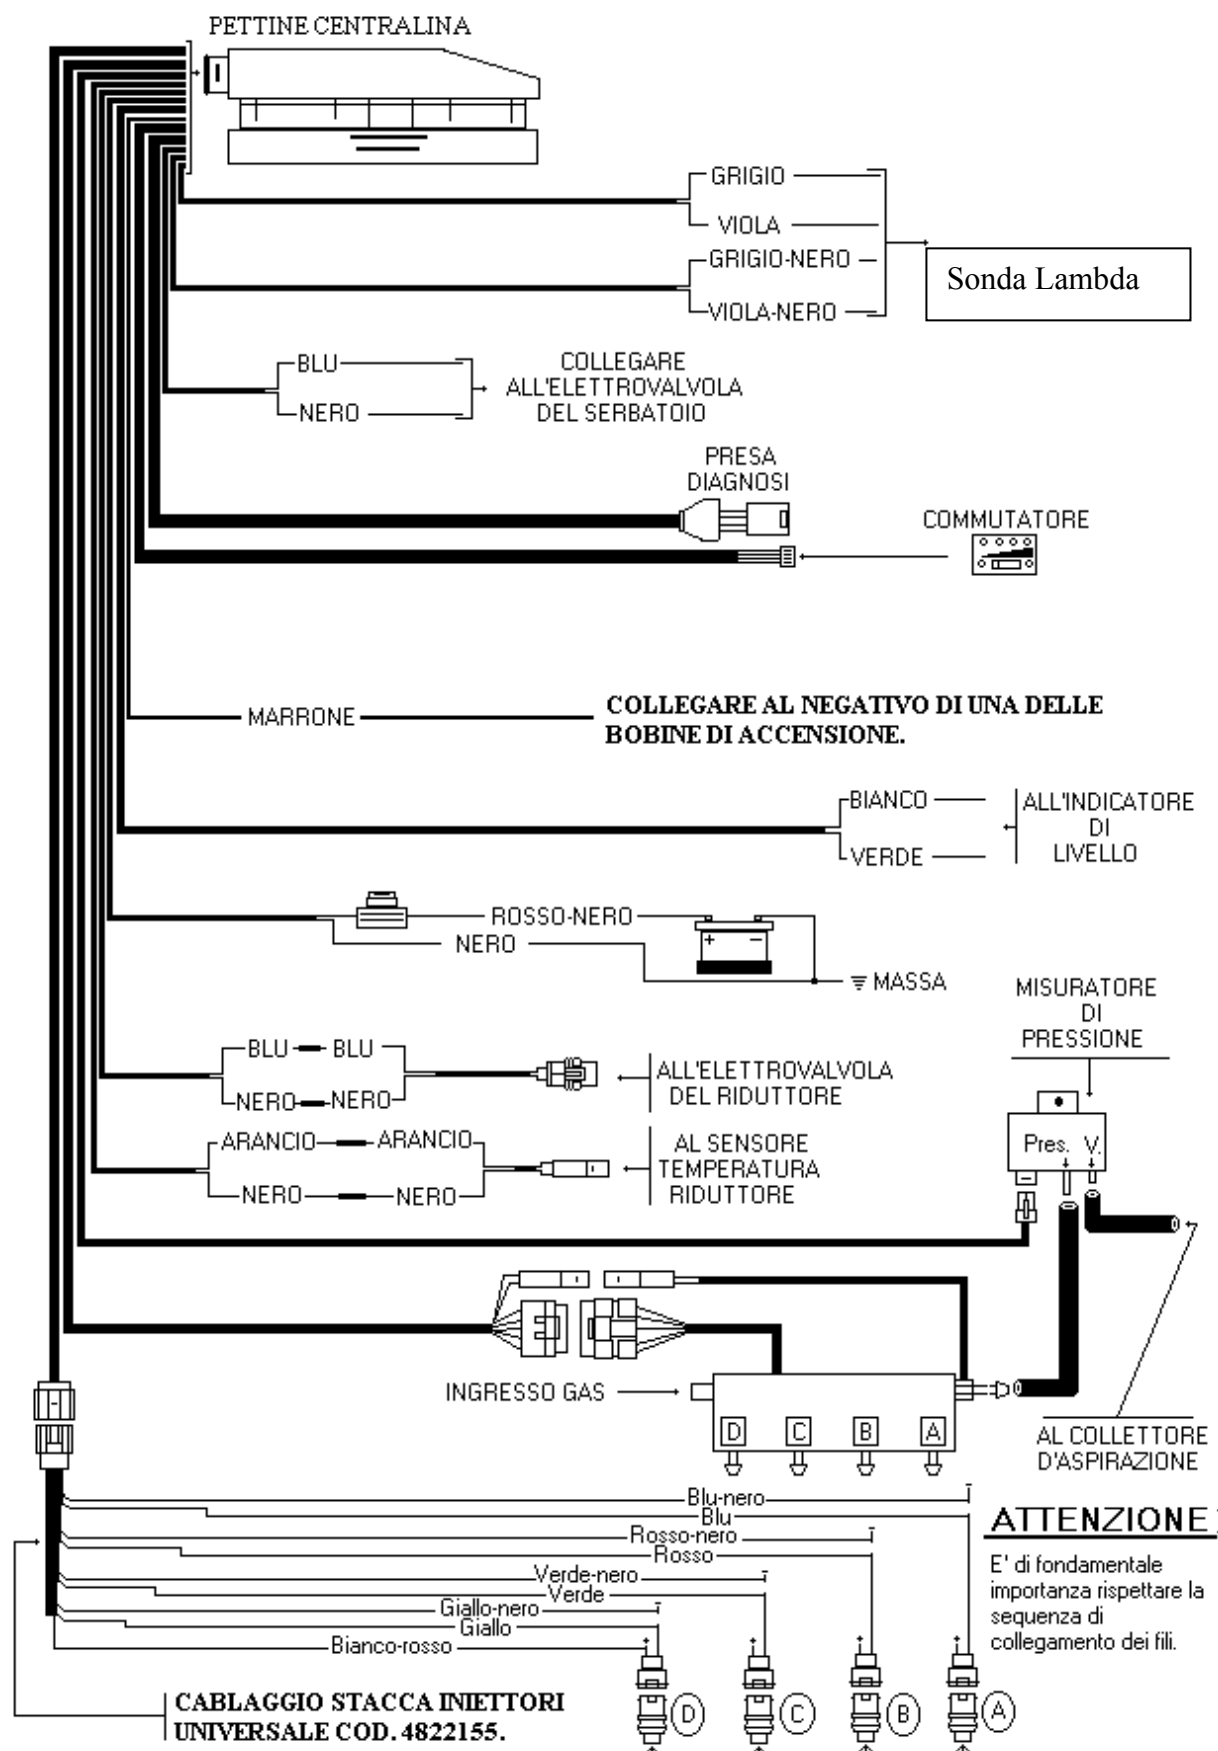 PETTINE CENTRALINA
GRIGIO
VIOLA
GRIGIO-NERO
VIOLA-NERO
Sonda Lambda
BLU
NERO
COLLEGARE
ALL'ELETTROVALVOLA
DEL SERBATOIO
PRESA
DIAGNOSI
COMMUTATORE
MARRONE
COLLEGARE AL NEGATIVO DI UNA DELLE
BOBINE DI ACCENSIONE.
BIANCO
VERDE
ALL'INDICATORE
DI
LIVELLO
ROSSO-NERO
NERO
+ −
MASSA
MISURATORE
DI
PRESSIONE
BLU BLU
NERO NERO
ALL'ELETTROVALVOLA
DEL RIDUTTORE
Pres. V.
ARANCIO ARANCIO
NERO NERO
AL SENSORE
TEMPERATURA
RIDUTTORE
INGRESSO GAS
D C B A
AL COLLETTORE
D'ASPIRAZIONE
Blu-nero
Blu
Rosso-nero
Rosso
Verde-nero
Verde
Giallo-nero
Giallo
Bianco-rosso
ATTENZIONE:
E' di fondamentale
importanza rispettare la
sequenza di
collegamento dei fili.
+ + + +
D C B A
CABLAGGIO STACCA INIETTORI
UNIVERSALE COD. 4822155.